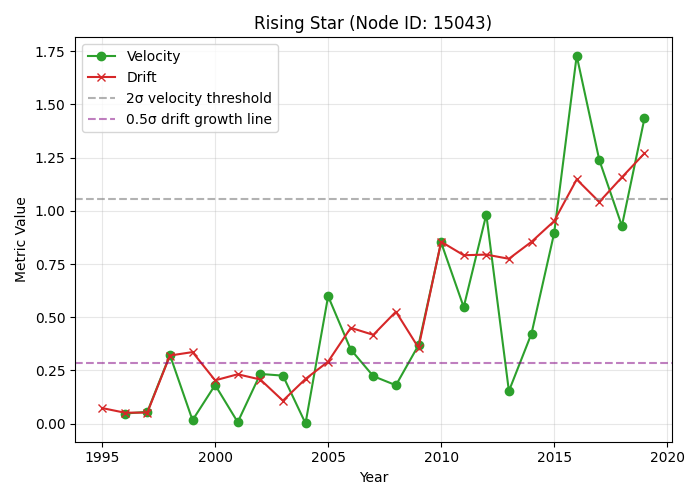 Rising Star (Node ID: 15043)
Velocity
Drift
2σ velocity threshold
0.5σ drift growth line
Metric Value
1.75
1.50
1.25
1.00
0.75
0.50
0.25
0.00
1995 2000 2005 2010 2015 2020
Year